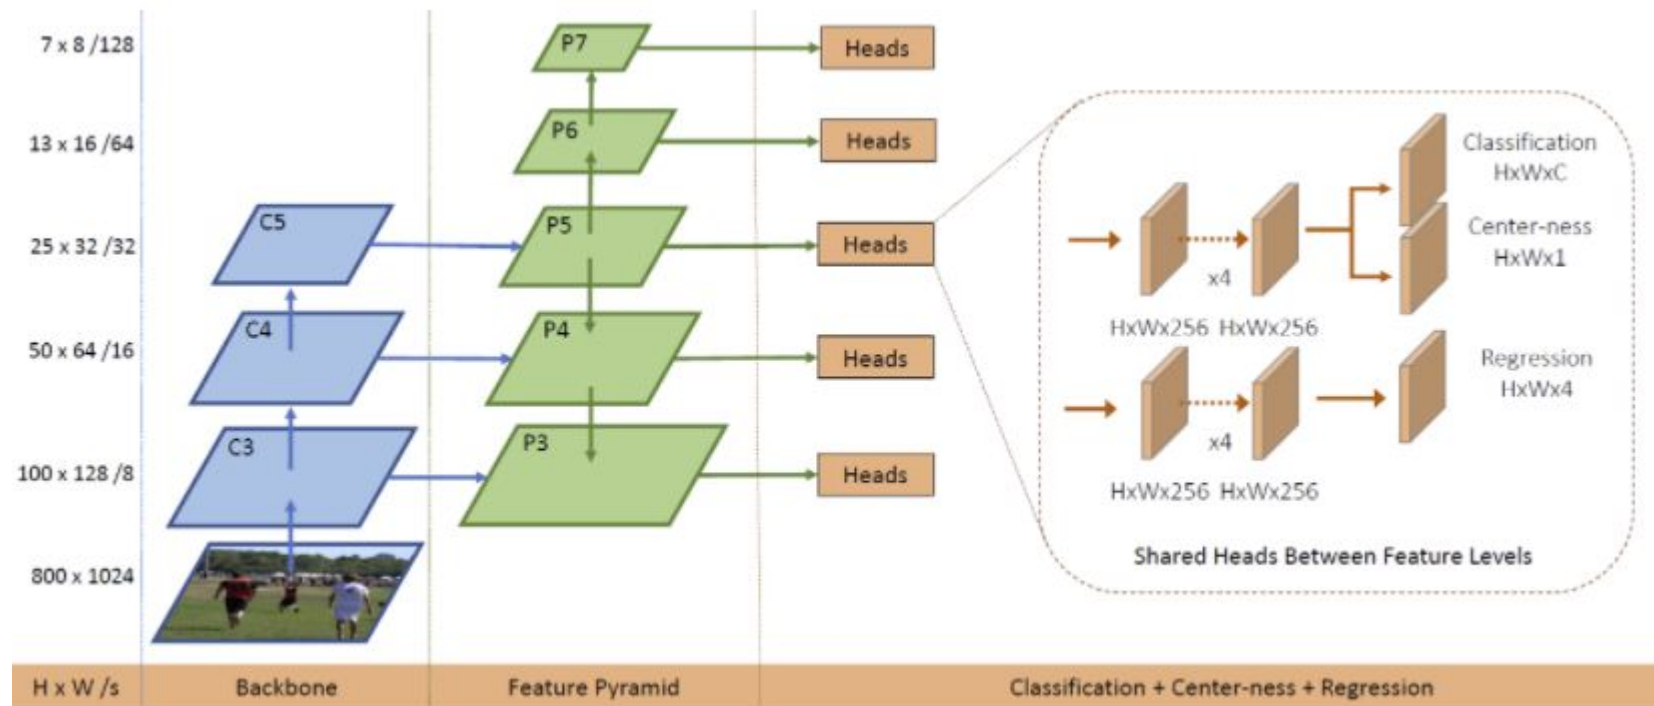 7 x 8 /128
P7
Heads
13 x 16 /64
P6
Heads
25 x 32 /32
C5
P5
Heads
50 x 64 /16
C4
P4
Heads
100 x 128 /8
C3
P3
Heads
800 x 1024
Classification
HxWxC
Center-ness
HxWx1
x4
HxWx256 HxWx256
Regression
HxWx4
x4
HxWx256 HxWx256
Shared Heads Between Feature Levels
H x W /s
Backbone
Feature Pyramid
Classification + Center-ness + Regression